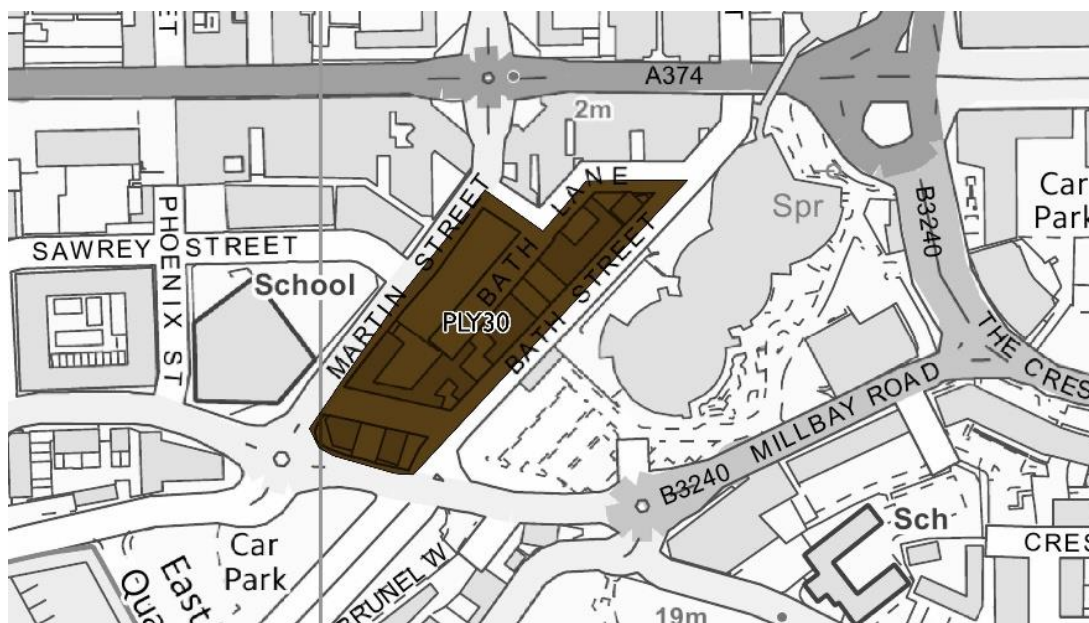 A374
2m
LANE
BATH
Spr
Car
Park
B3240
PHOENIX ST
SAWREY STREET
School
MARTIN STREET
PLY30
BATH STREET
THE CRES
B3240 MILLBAY ROAD
Sch
CRES
Car
Park
East
Qua
BRUNEL W
19m